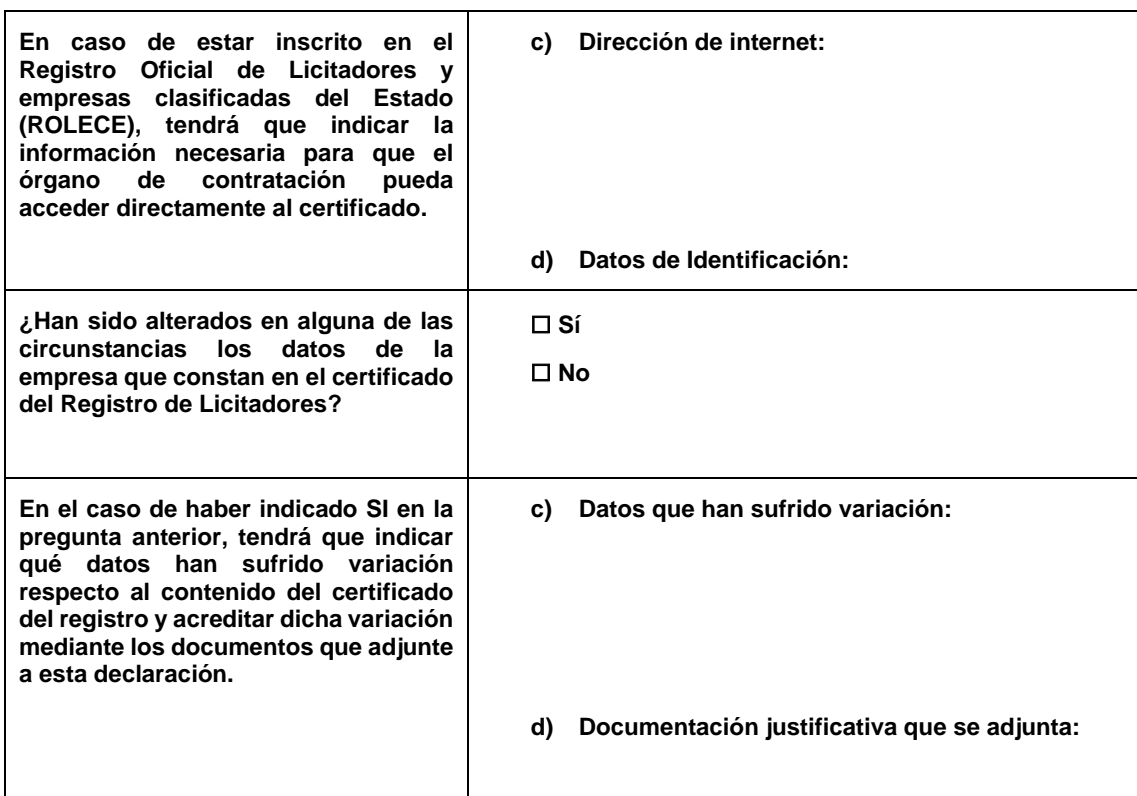 En caso de estar inscrito en el
Registro Oficial de Licitadores y
empresas clasificadas del Estado
(ROLECE), tendrá que indicar la
información necesaria para que el
órgano de contratación pueda
acceder directamente al certificado.
c) Dirección de internet:
d) Datos de Identificación:
¿Han sido alterados en alguna de las
circunstancias los datos de la
empresa que constan en el certificado
del Registro de Licitadores?
☐ Sí
☐ No
En el caso de haber indicado SI en la
pregunta anterior, tendrá que indicar
qué datos han sufrido variación
respecto al contenido del certificado
del registro y acreditar dicha variación
mediante los documentos que adjunte
a esta declaración.
c) Datos que han sufrido variación:
d) Documentación justificativa que se adjunta: